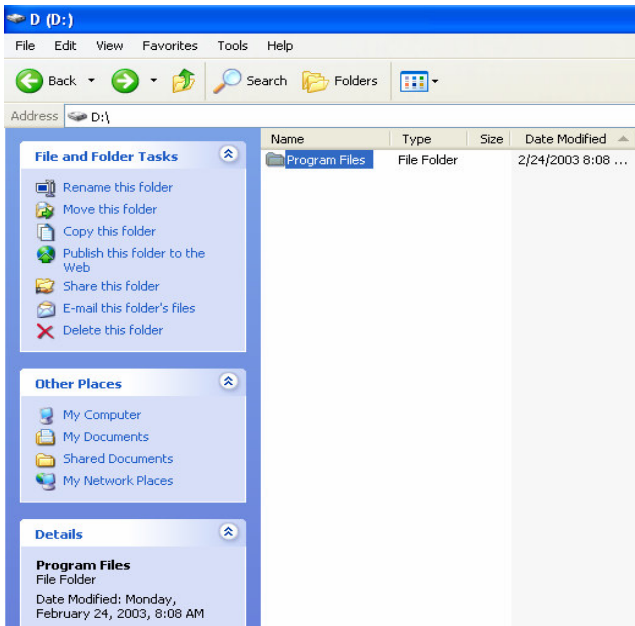 D (D:)
File Edit View Favorites Tools Help
Back Search Folders
Address D:\
Name Type Size Date Modified
Program Files File Folder 2/24/2003 8:08 ...
File and Folder Tasks
Rename this folder
Move this folder
Copy this folder
Publish this folder to the
Web
Share this folder
E-mail this folder's files
Delete this folder
Other Places
My Computer
My Documents
Shared Documents
My Network Places
Details
Program Files
File Folder
Date Modified: Monday,
February 24, 2003, 8:08 AM